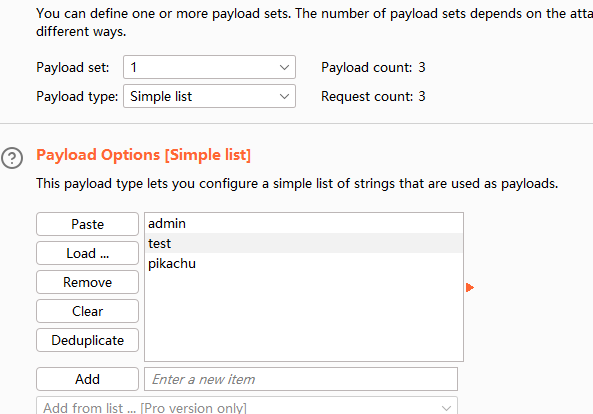 You can define one or more payload sets. The number of payload sets depends on the atta
different ways.
Payload set: 1 Payload count: 3
Payload type: Simple list Request count: 3
? Payload Options [Simple list]
This payload type lets you configure a simple list of strings that are used as payloads.
Paste admin
Load ... test
Remove pikachu
Clear
Deduplicate
Add Enter a new item
Add from list ... [Pro version only]